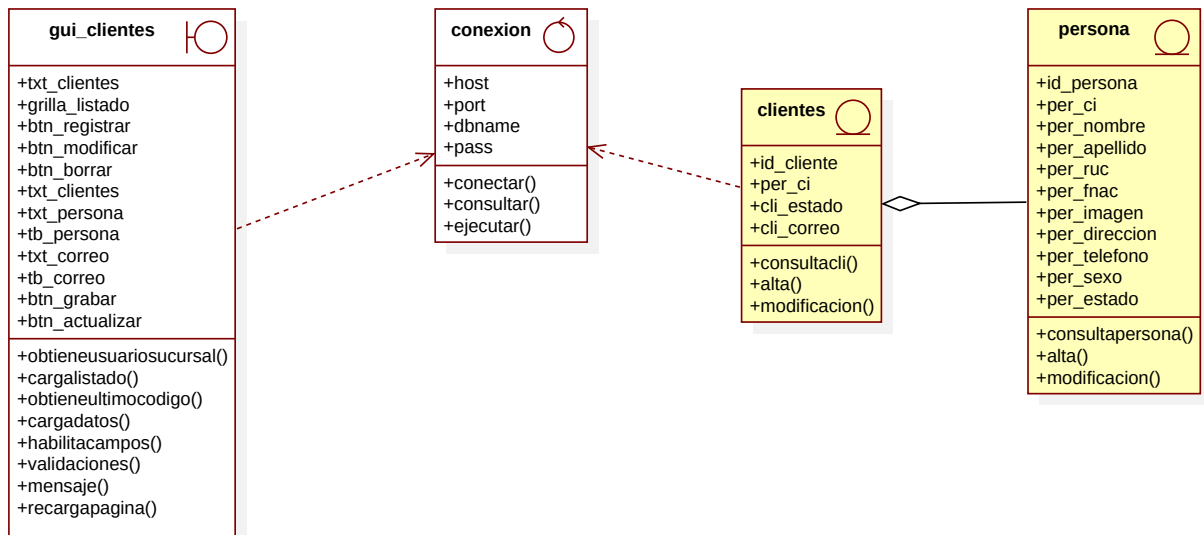 gui_clientes
+txt_clientes
+grilla_listado
+btn_registrar
+btn_modificar
+btn_borrar
+txt_clientes
+txt_persona
+tb_persona
+txt_correo
+tb_correo
+btn_grabar
+btn_actualizar
+obtieneusuariosucursal()
+cargalistado()
+obtieneultimocodigo()
+cargadatos()
+habilitacampos()
+validaciones()
+mensaje()
+recargapagina()
conexion
+host
+port
+dbname
+pass
+conectar()
+consultar()
+ejecutar()
clientes
+id_cliente
+per_ci
+cli_estado
+cli_correo
+consultacli()
+alta()
+modificacion()
persona
+id_persona
+per_ci
+per_nombre
+per_apellido
+per_ruc
+per_fnac
+per_imagen
+per_direccion
+per_telefono
+per_sexo
+per_estado
+consultapersona()
+alta()
+modificacion()